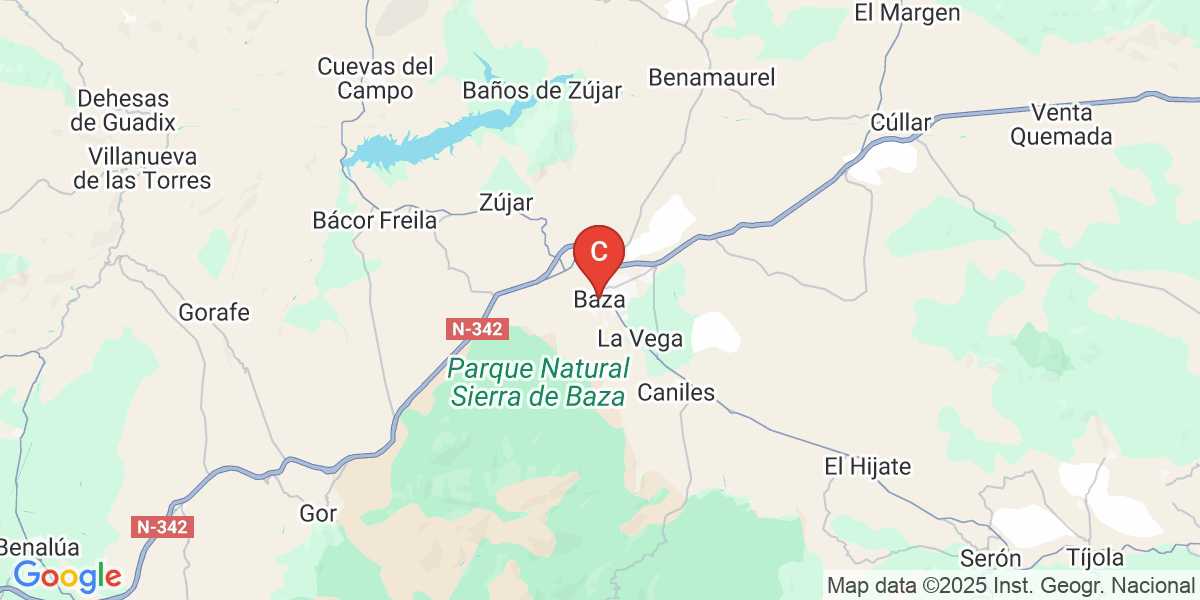 El Margen
Cuevas del
Campo
Baños de Zújar
Benamaurel
Dehesas
de Guadix
Cúllar
Venta
Quemada
Villanueva
de las Torres
Zújar
Bácor Freila
C
Baza
Gorafe
N-342
La Vega
Parque Natural
Sierra de Baza
Caniles
El Hijate
Gor
N-342
Benalúa
Serón
Tíjola
Google
Map data ©2025 Inst. Geogr. Nacional